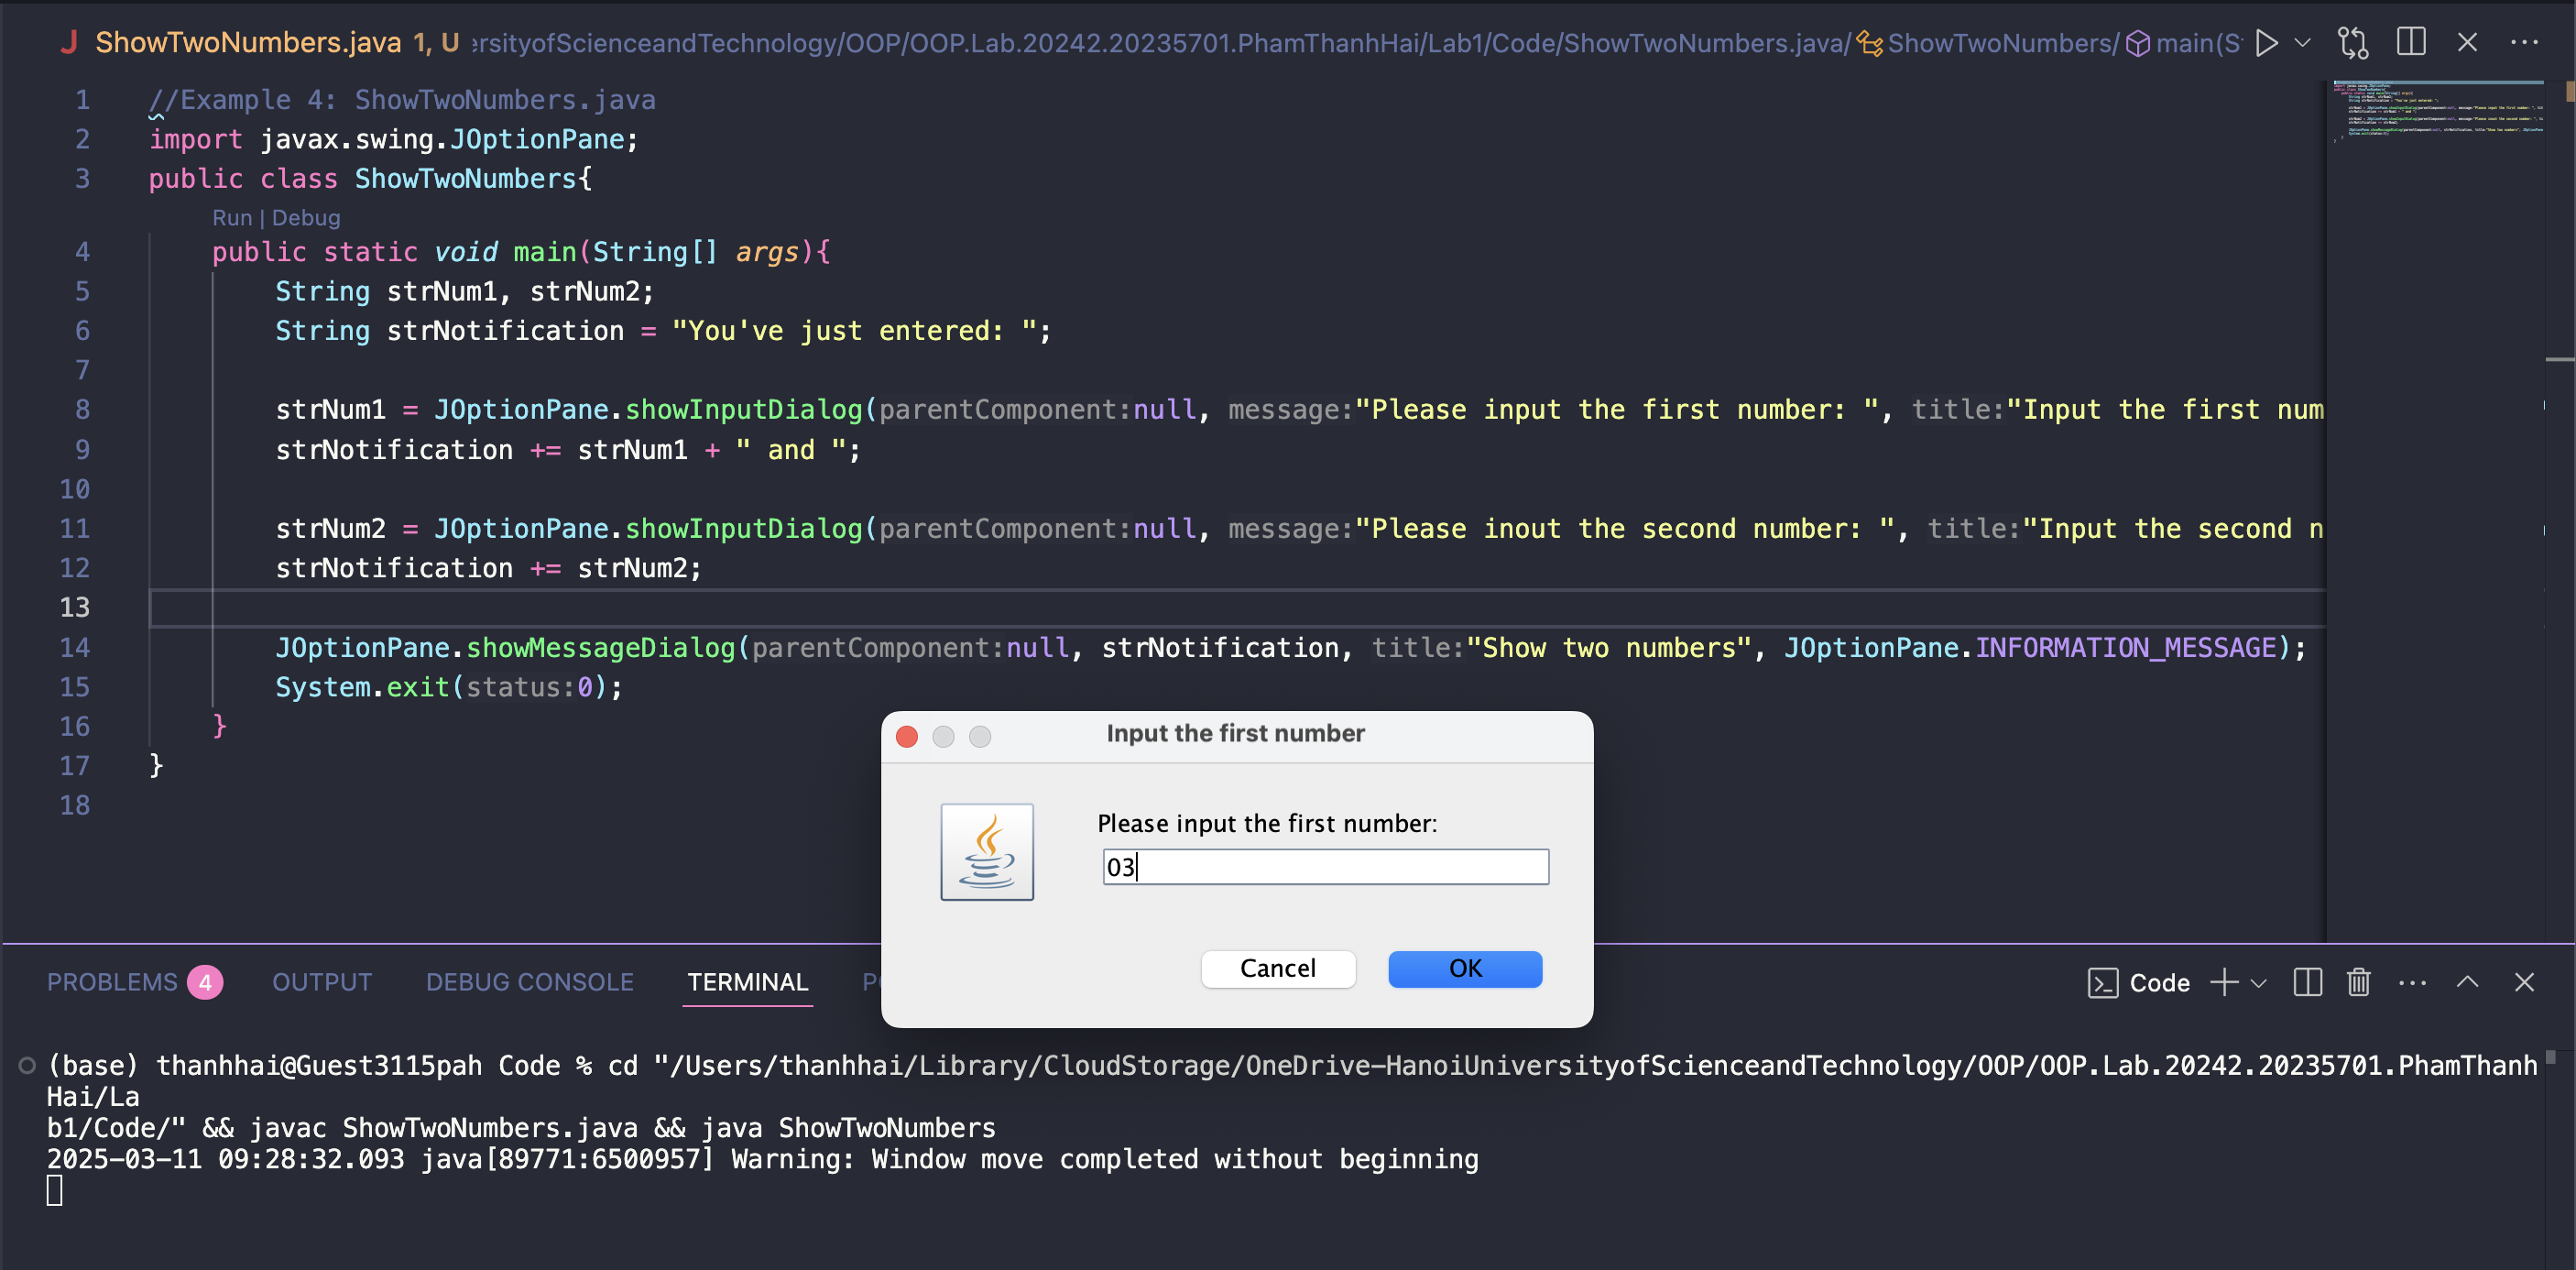 J ShowTwoNumbers.java 1, U ersityofScienceandTechnology/OOP/OOP.Lab.20242.20235701.PhamThanhHai/Lab1/Code/ShowTwoNumbers.java/ ShowTwoNumbers/ main(S
1 //Example 4: ShowTwoNumbers.java
2 import javax.swing.JOptionPane;
3 public class ShowTwoNumbers{
Run | Debug
4 public static void main(String[] args){
5 String strNum1, strNum2;
6 String strNotification = "You've just entered: ";
7
8 strNum1 = JOptionPane.showInputDialog(parentComponent:null, message:"Please input the first number: ", title:"Input the first num
9 strNotification += strNum1 + " and ";
10
11 strNum2 = JOptionPane.showInputDialog(parentComponent:null, message:"Please inout the second number: ", title:"Input the second n
12 strNotification += strNum2;
13
14 JOptionPane.showMessageDialog(parentComponent:null, strNotification, title:"Show two numbers", JOptionPane.INFORMATION_MESSAGE);
15 System.exit(status:0);
16 }
17 }
18
Input the first number
Please input the first number:
03
Cancel OK
PROBLEMS 4 OUTPUT DEBUG CONSOLE TERMINAL Code
(base) thanhhai@Guest3115pah Code % cd "/Users/thanhhai/Library/CloudStorage/OneDrive-HanoiUniversityofScienceandTechnology/OOP/OOP.Lab.20242.20235701.PhamThanh
Hai/La
b1/Code/" && javac ShowTwoNumbers.java && java ShowTwoNumbers
2025-03-11 09:28:32.093 java[89771:6500957] Warning: Window move completed without beginning